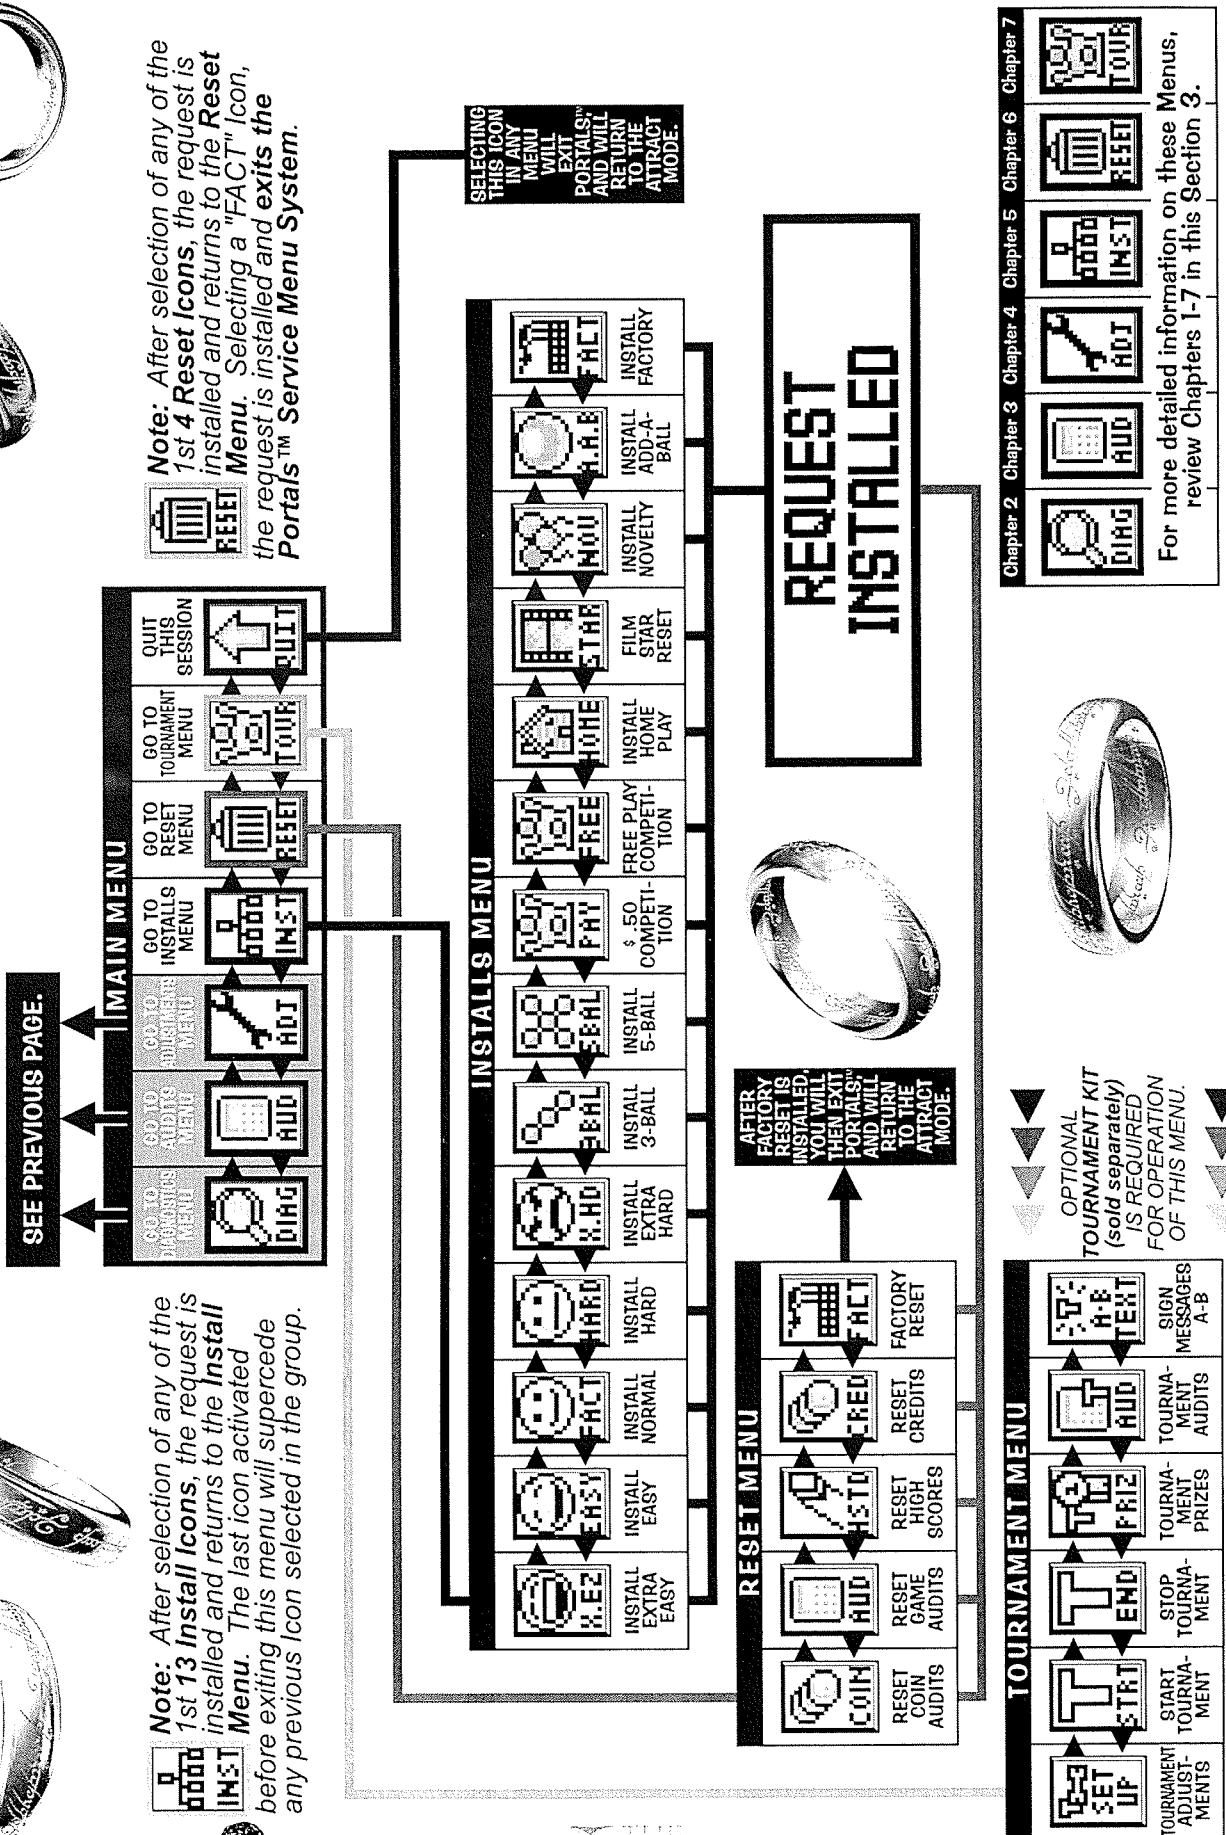 Note: After selection of any of the
1st 13 Install Icons, the request is
installed and returns to the Install
Menu. The last icon activated
before exiting this menu will supercede
any previous Icon selected in the group.
INST
SEE PREVIOUS PAGE.
MAIN MENU
GO TO
DIAGNOSTICS
MENU
DIAG
GO TO
AUDITS
MENU
AUD
GO TO
ADJUSTMENTS
MENU
ADJ
GO TO
INSTALLS
MENU
INST
GO TO
RESET
MENU
RESET
GO TO
TOURNAMENT
MENU
TOUR
QUIT
THIS
SESSION
QUIT
Note: After selection of any of the
1st 4 Reset Icons, the request is
installed and returns to the Reset
Menu. Selecting a "FACT" Icon,
the request is installed and exits the
Portals™ Service Menu System.
RESET
SELECTING
THIS ICON
IN ANY
MENU
WILL
EXIT
PORTALS,™
AND WILL
RETURN
TO THE
ATTRACT
MODE.
INSTALLS MENU
X.EZ
INSTALL
EXTRA
EASY
EASY
INSTALL
EASY
FACT
INSTALL
NORMAL
HARD
INSTALL
HARD
X.HD
INSTALL
EXTRA
HARD
3BAL
INSTALL
3-BALL
5BAL
INSTALL
5-BALL
PAY
$ .50
COMPETI-
TION
FREE
FREE PLAY
COMPETI-
TION
HOME
INSTALL
HOME
PLAY
STAR
FILM
STAR
RESET
NOV
INSTALL
NOVELTY
A.A.B
INSTALL
ADD-A-
BALL
FACT
INSTALL
FACTORY
REQUEST
INSTALLED
RESET MENU
COIN
RESET
COIN
AUDITS
AUD
RESET
GAME
AUDITS
HSTD
RESET
HIGH
SCORES
CRED
RESET
CREDITS
FACT
FACTORY
RESET
AFTER
FACTORY
RESET IS
INSTALLED,
YOU WILL
THEN EXIT
PORTALS,™
AND WILL
RETURN
TO THE
ATTRACT
MODE.
TOURNAMENT MENU
SET
UP
TOURNAMENT
ADJUST-
MENTS
STRT
START
TOURNA-
MENT
END
STOP
TOURNA-
MENT
PRIZ
TOURNA-
MENT
PRIZES
AUD
TOURNA-
MENT
AUDITS
A-B
TEXT
SIGN
MESSAGES
A-B
OPTIONAL
TOURNAMENT KIT
(sold separately)
IS REQUIRED
FOR OPERATION
OF THIS MENU.
Chapter 2 Chapter 3 Chapter 4 Chapter 5 Chapter 6 Chapter 7
DIAG AUD ADJ INST RESET TOUR
For more detailed information on these Menus,
review Chapters 1-7 in this Section 3.